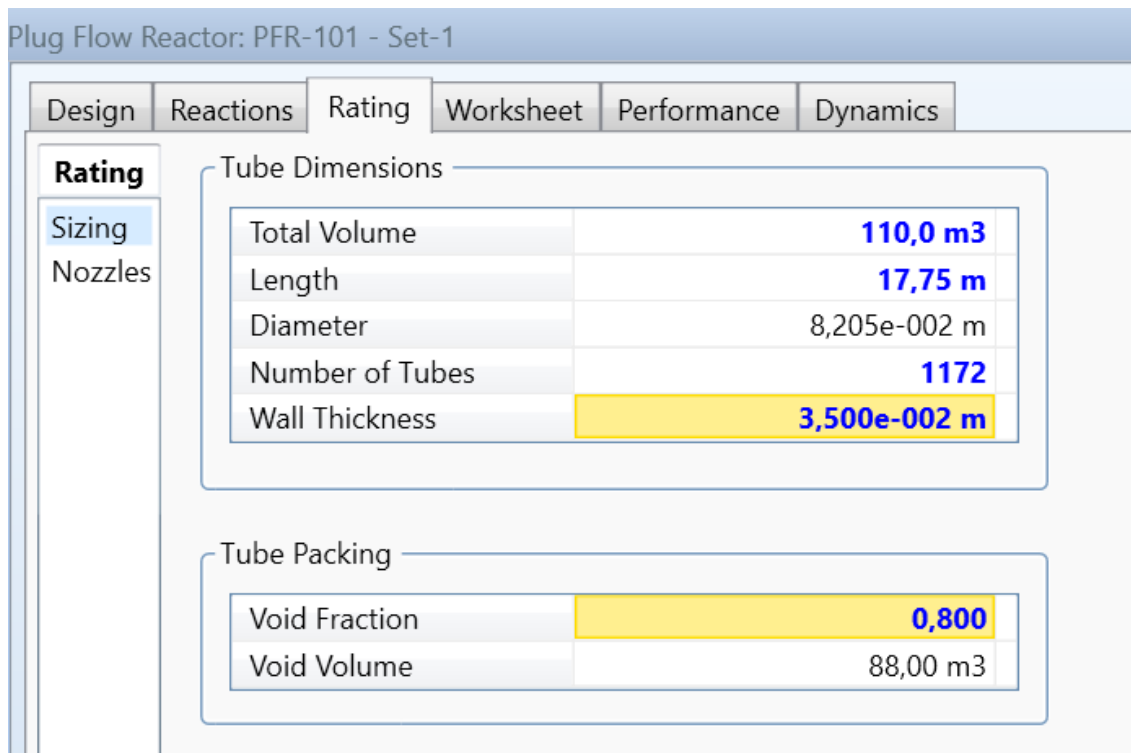 Plug Flow Reactor: PFR-101 - Set-1
Design Reactions Rating Worksheet Performance Dynamics
Rating
Sizing
Nozzles
Tube Dimensions
Total Volume 110,0 m3
Length 17,75 m
Diameter 8,205e-002 m
Number of Tubes 1172
Wall Thickness 3,500e-002 m
Tube Packing
Void Fraction 0,800
Void Volume 88,00 m3